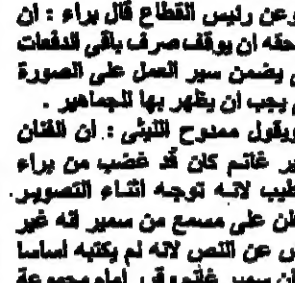 وعن رئيس القطاع قال براء : ان
حقه ان يوقف صرف باقي الدفعات
يضمن سير العمل على الصورة
يجب ان يظهر بها للجماهير .
ويقول ممدوح الليثى : ان الفنان
ير غانم كان قد غضب من براء
طيب لانه توجه اثناء التصوير .
لن على مسمع من سمير انه غير
عن النص لانه لم يكتبه اساسا
ان سمير غانم وقد امام مجموعة